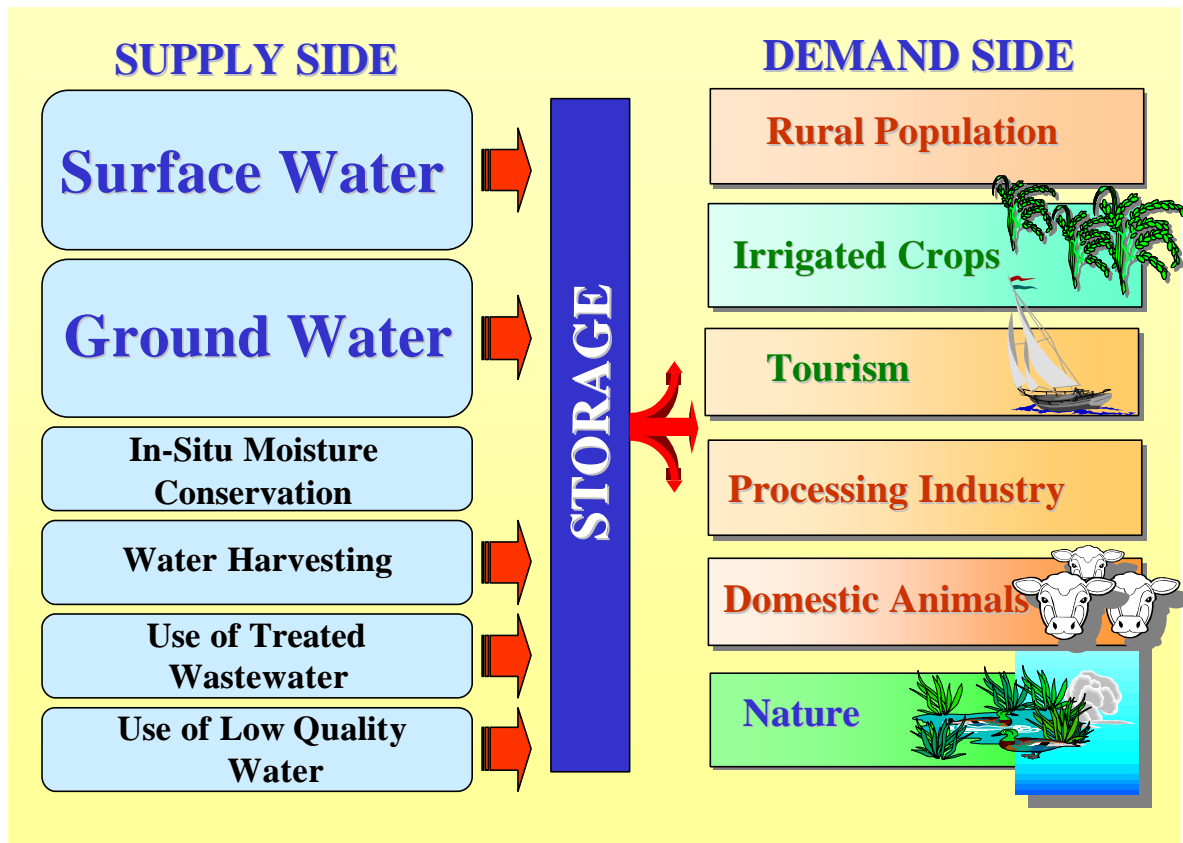 SUPPLY SIDE
Surface Water
Ground Water
In-Situ Moisture
Conservation
Water Harvesting
Use of Treated
Wastewater
Use of Low Quality
Water
STORAGE
DEMAND SIDE
Rural Population
Irrigated Crops
Tourism
Processing Industry
Domestic Animals
Nature